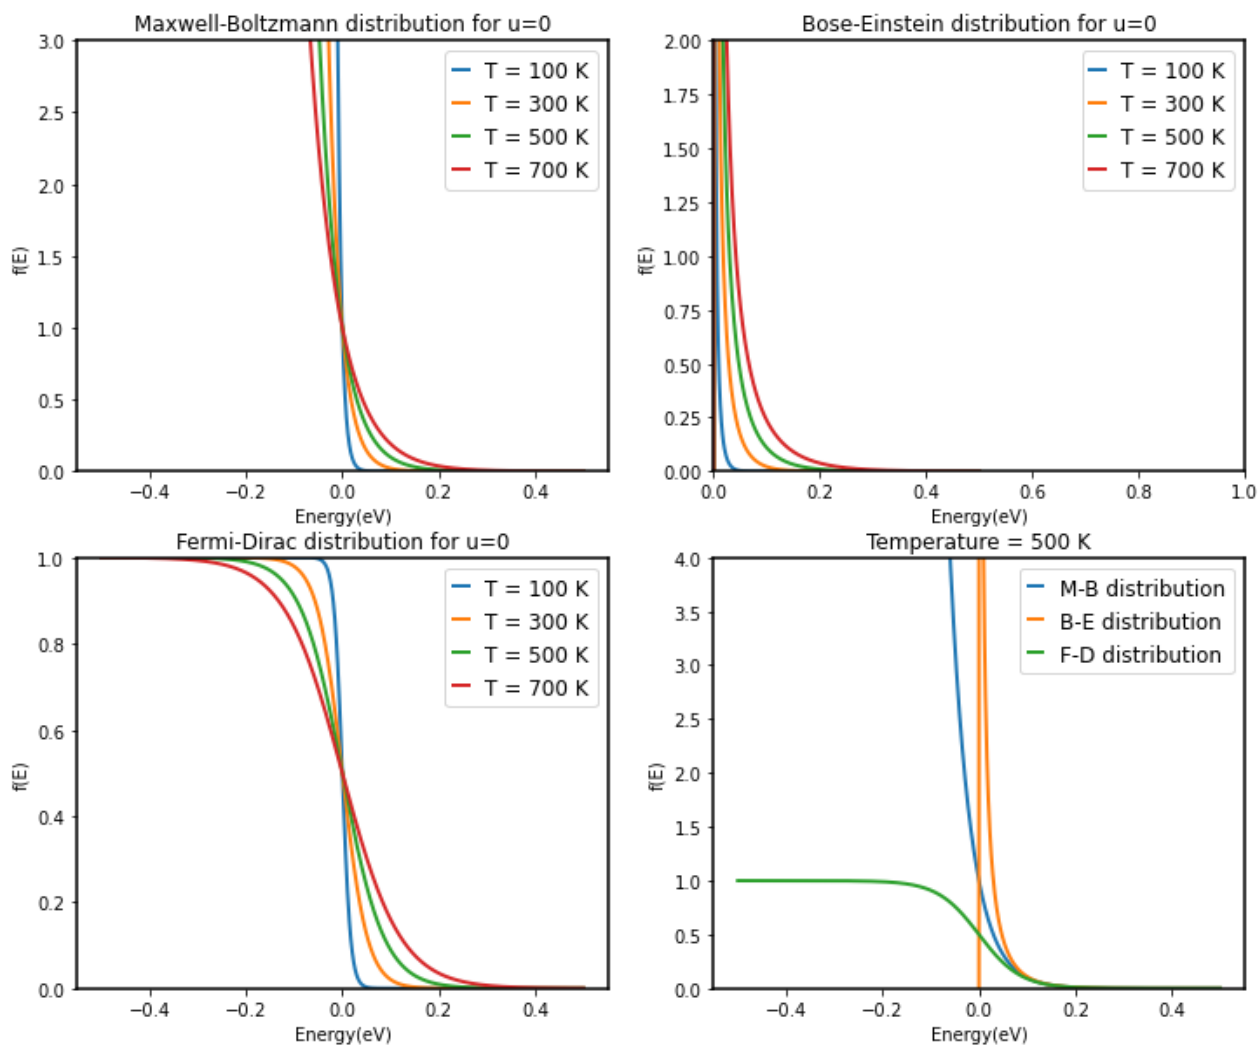 Maxwell-Boltzmann distribution for u=0
3.0
2.5
2.0
1.5
1.0
0.5
0.0
f(E)
T = 100 K
T = 300 K
T = 500 K
T = 700 K
−0.4 −0.2 0.0 0.2 0.4
Energy(eV)
Bose-Einstein distribution for u=0
2.00
1.75
1.50
1.25
1.00
0.75
0.50
0.25
0.00
f(E)
T = 100 K
T = 300 K
T = 500 K
T = 700 K
0.0 0.2 0.4 0.6 0.8 1.0
Energy(eV)
Fermi-Dirac distribution for u=0
1.0
0.8
0.6
0.4
0.2
0.0
f(E)
T = 100 K
T = 300 K
T = 500 K
T = 700 K
−0.4 −0.2 0.0 0.2 0.4
Energy(eV)
Temperature = 500 K
4.0
3.5
3.0
2.5
2.0
1.5
1.0
0.5
0.0
f(E)
M-B distribution
B-E distribution
F-D distribution
−0.4 −0.2 0.0 0.2 0.4
Energy(eV)